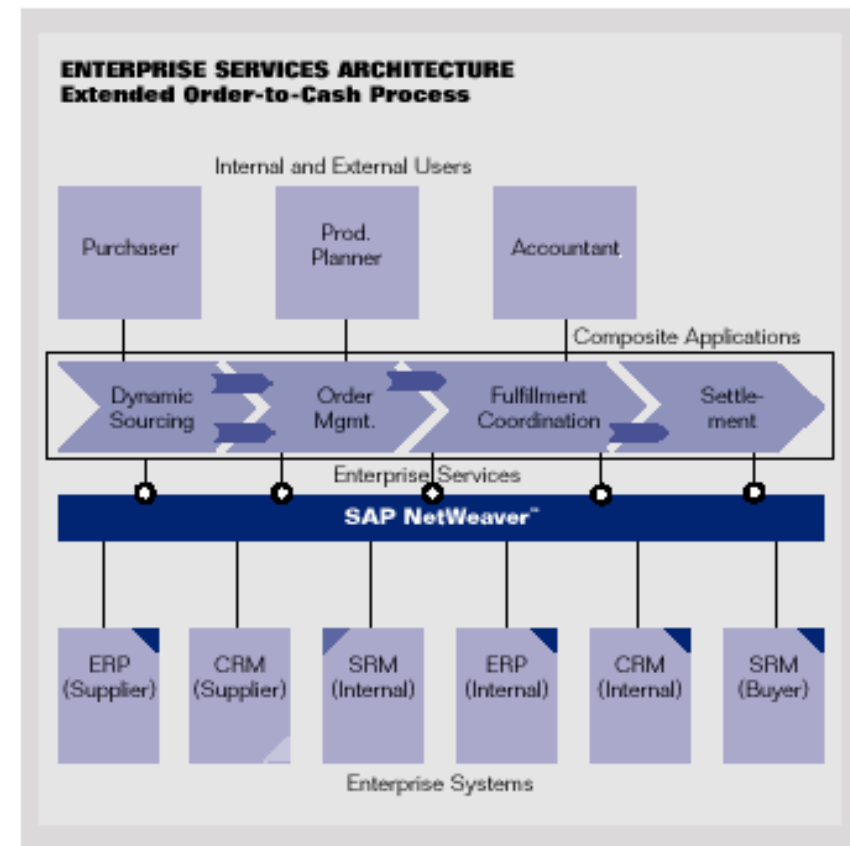 ENTERPRISE SERVICES ARCHITECTURE
Extended Order-to-Cash Process
Internal and External Users
Purchaser
Prod.
Planner
Accountant
Composite Applications
Dynamic
Sourcing
Order
Mgmt.
Fulfillment
Coordination
Settle-
ment
Enterprise Services
SAP NetWeaver™
ERP
(Supplier)
CRM
(Supplier)
SRM
(Internal)
ERP
(Internal)
CRM
(Internal)
SRM
(Buyer)
Enterprise Systems